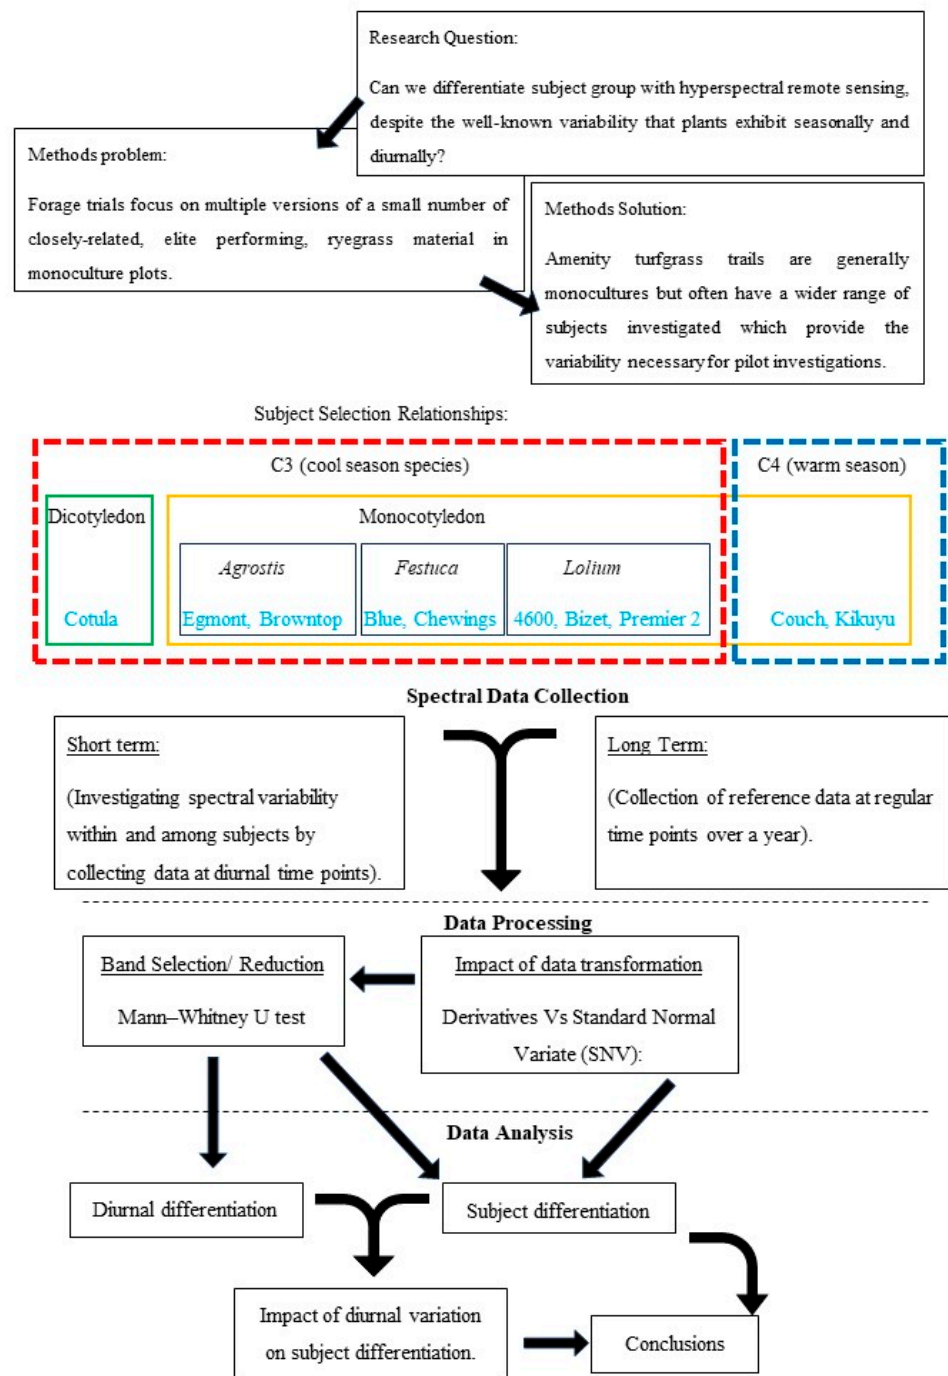 Research Question:
Can we differentiate subject group with hyperspectral remote sensing,
despite the well-known variability that plants exhibit seasonally and
diurnally?
Methods problem:
Forage trials focus on multiple versions of a small number of
closely-related, elite performing, ryegrass material in
monoculture plots.
Methods Solution:
Amenity turfgrass trails are generally
monocultures but often have a wider range of
subjects investigated which provide the
variability necessary for pilot investigations.
Subject Selection Relationships:
C3 (cool season species)
C4 (warm season)
Dicotyledon
Monocotyledon
Agrostis
Festuca
Lolium
Cotula
Egmont, Browntop
Blue, Chewings
4600, Bizet, Premier 2
Couch, Kikuyu
Spectral Data Collection
Short term:
(Investigating spectral variability
within and among subjects by
collecting data at diurnal time points).
Long Term:
(Collection of reference data at regular
time points over a year).
Data Processing
Band Selection/ Reduction
Mann–Whitney U test
Impact of data transformation
Derivatives Vs Standard Normal
Variate (SNV):
Data Analysis
Diurnal differentiation
Subject differentiation
Impact of diurnal variation
on subject differentiation.
Conclusions